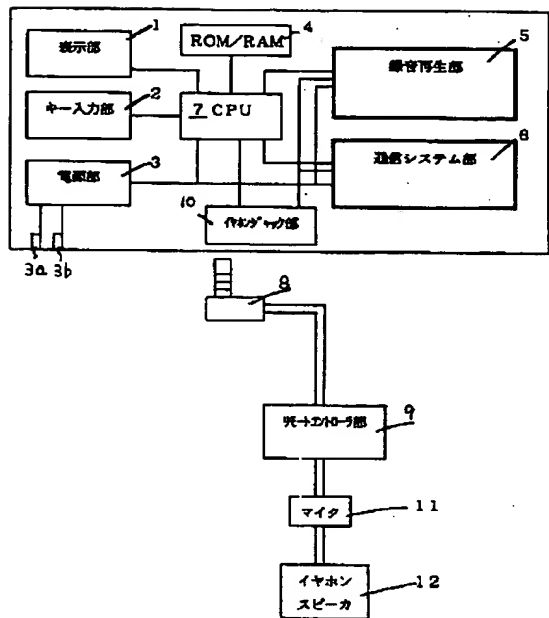 1
表示部
ROM/RAM
4
5
録音再生部
2
キー入力部
7 CPU
3
電源部
6
通信システム部
10
イヤホンジャック部
3a
3b
8
リモートコントローラ部
9
マイク
11
イヤホン
スピーカ
12